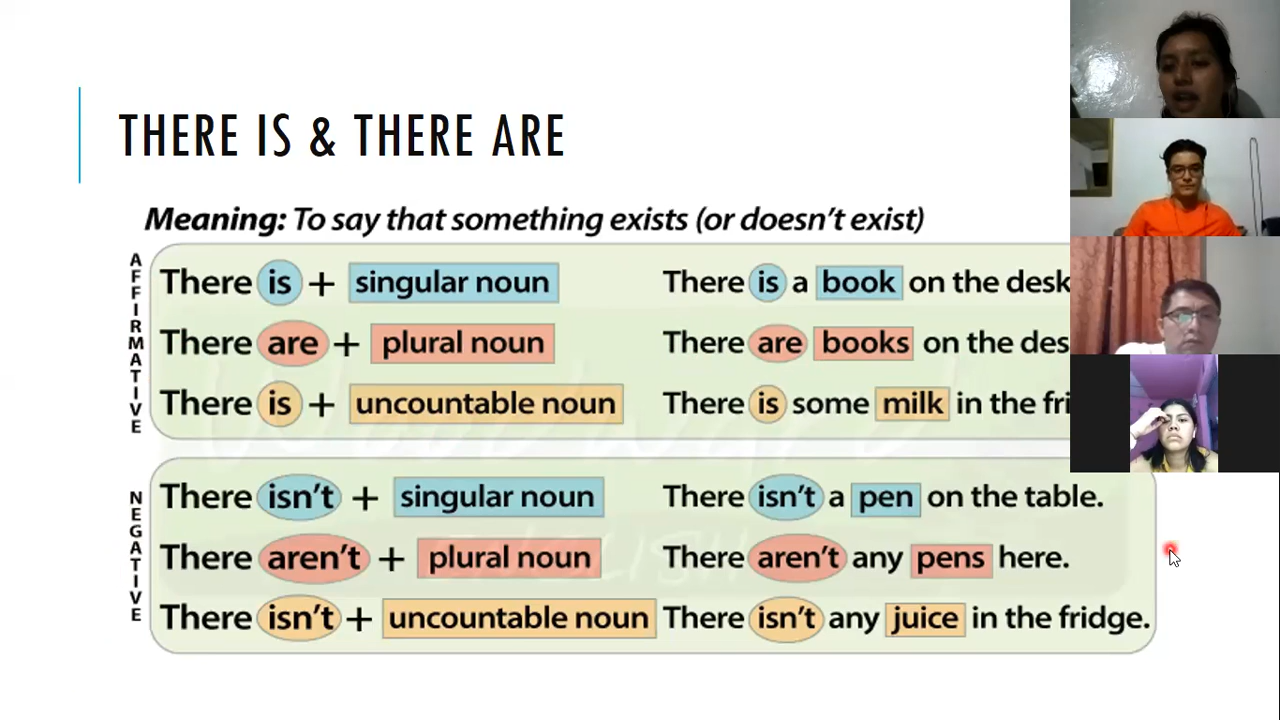 THERE IS & THERE ARE
Meaning: To say that something exists (or doesn't exist)
AFFIRMATIVE
There is + singular noun There is a book on the desk
There are + plural noun There are books on the des
There is + uncountable noun There is some milk in the fri
NEGATIVE
There isn't + singular noun There isn't a pen on the table.
There aren't + plural noun There aren't any pens here.
There isn't + uncountable noun There isn't any juice in the fridge.
Woodward
ENGLISH